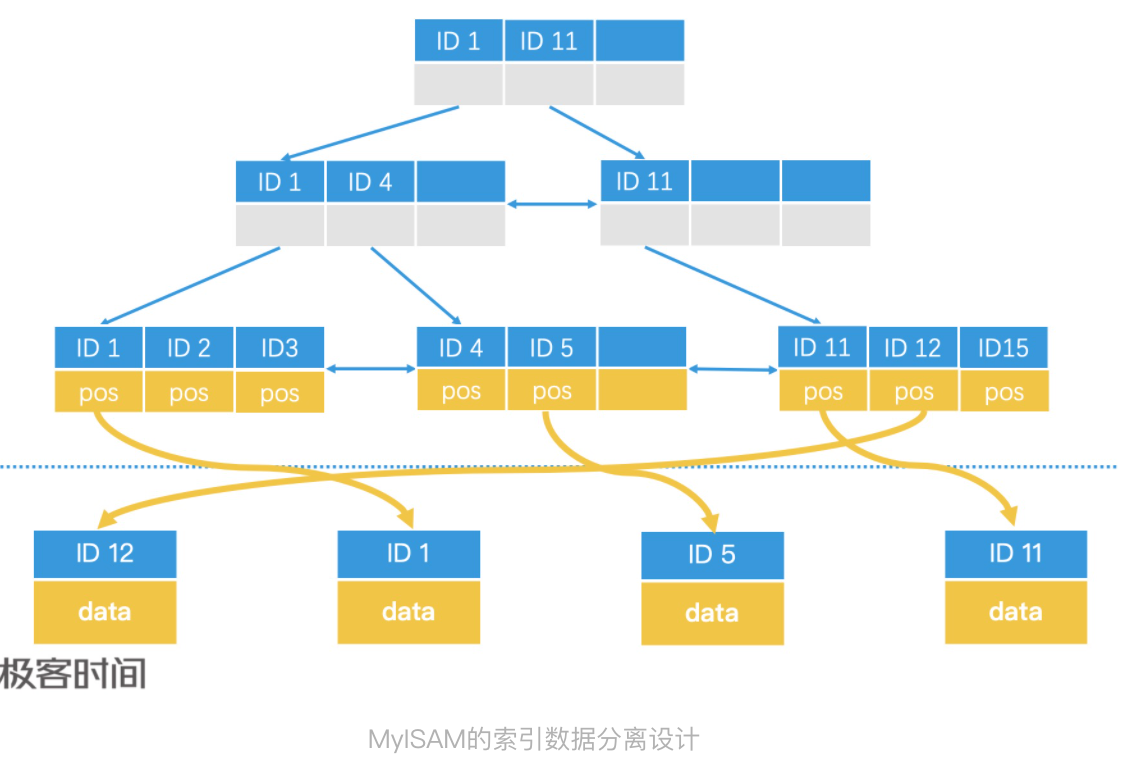 ID 1 ID 11
ID 1 ID 4 ID 11
ID 1 ID 2 ID3 ID 4 ID 5 ID 11 ID 12 ID15
pos pos pos pos pos pos pos pos
ID 12 ID 1 ID 5 ID 11
data data data data
极客时间
MyISAM的索引数据分离设计